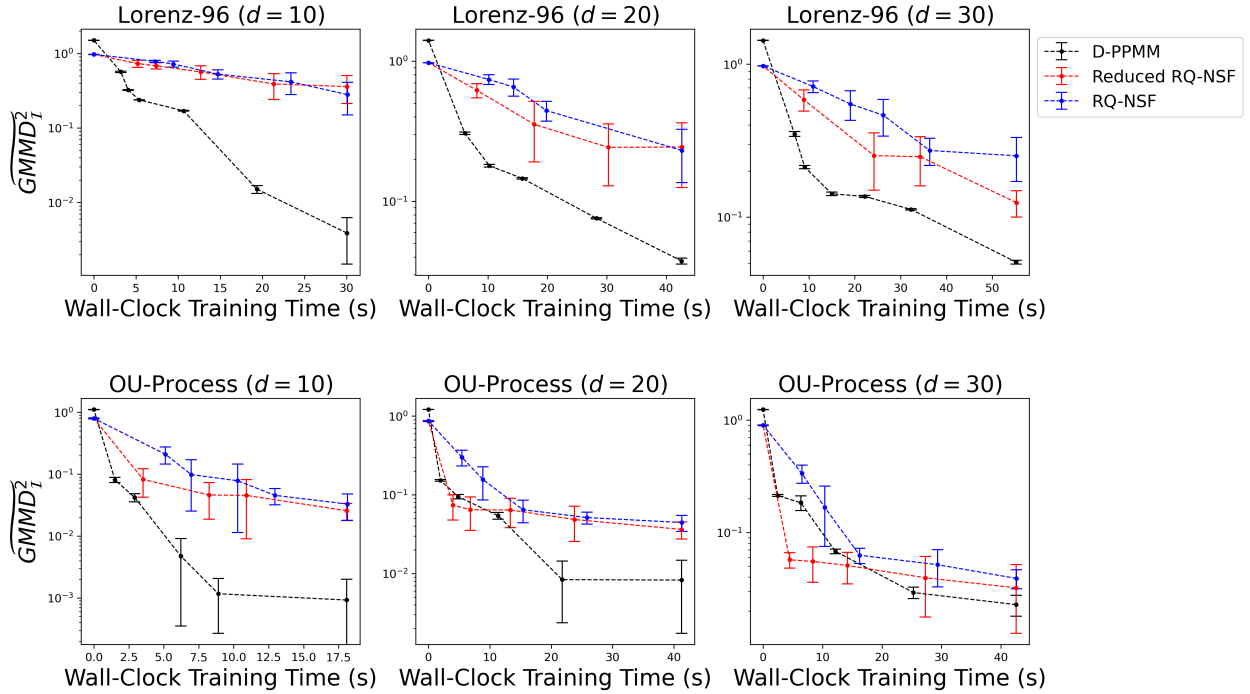 Lorenz-96 (d = 10) Lorenz-96 (d = 20) Lorenz-96 (d = 30)
D-PPMM
Reduced RQ-NSF
RQ-NSF
GMMD²_I
10⁰
10⁻¹
10⁻²
10⁰
10⁻¹
10⁰
10⁻¹
0 5 10 15 20 25 30 0 10 20 30 40 0 10 20 30 40 50
Wall-Clock Training Time (s) Wall-Clock Training Time (s) Wall-Clock Training Time (s)
OU-Process (d = 10) OU-Process (d = 20) OU-Process (d = 30)
GMMD²_I
10⁰
10⁻¹
10⁻²
10⁻³
10⁰
10⁻¹
10⁻²
10⁰
10⁻¹
0.0 2.5 5.0 7.5 10.0 12.5 15.0 17.5 0 10 20 30 40 0 10 20 30 40
Wall-Clock Training Time (s) Wall-Clock Training Time (s) Wall-Clock Training Time (s)